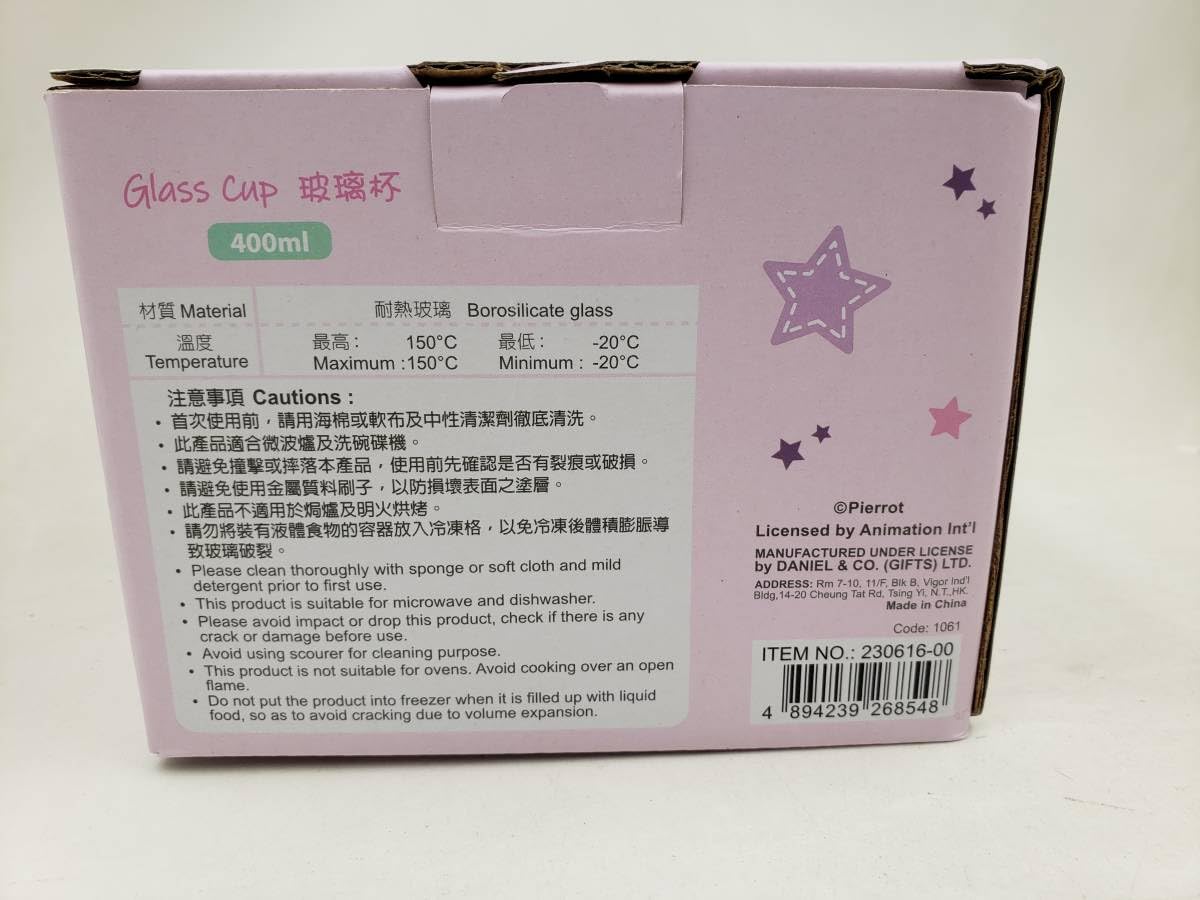 Glass Cup 玻璃杯
400ml
材質 Material 耐熱玻璃 Borosilicate glass
溫度 最高： 150°C 最低： -20°C
Temperature Maximum :150°C Minimum : -20°C
注意事項 Cautions :
• 首次使用前，請用海棉或軟布及中性清潔劑徹底清洗。
• 此產品適合微波爐及洗碗碟機。
• 請避免撞擊或摔落本產品，使用前先確認是否有裂痕或破損。
• 請避免使用金屬質料刷子，以防損壞表面之塗層。
• 此產品不適用於焗爐及明火烘烤。
• 請勿將裝有液體食物的容器放入冷凍格，以免冷凍後體積膨脹導
致玻璃破裂。
• Please clean thoroughly with sponge or soft cloth and mild
detergent prior to first use.
• This product is suitable for microwave and dishwasher.
• Please avoid impact or drop this product, check if there is any
crack or damage before use.
• Avoid using scourer for cleaning purpose.
• This product is not suitable for ovens. Avoid cooking over an open
flame.
• Do not put the product into freezer when it is filled up with liquid
food, so as to avoid cracking due to volume expansion.
©Pierrot
Licensed by Animation Int'l
MANUFACTURED UNDER LICENSE
by DANIEL & CO. (GIFTS) LTD.
ADDRESS: Rm 7-10, 11/F, Blk B, Vigor Ind'l
Bldg,14-20 Cheung Tat Rd, Tsing Yi, N.T.,HK.
Made in China
Code: 1061
ITEM NO.: 230616-00
4 894239 268548